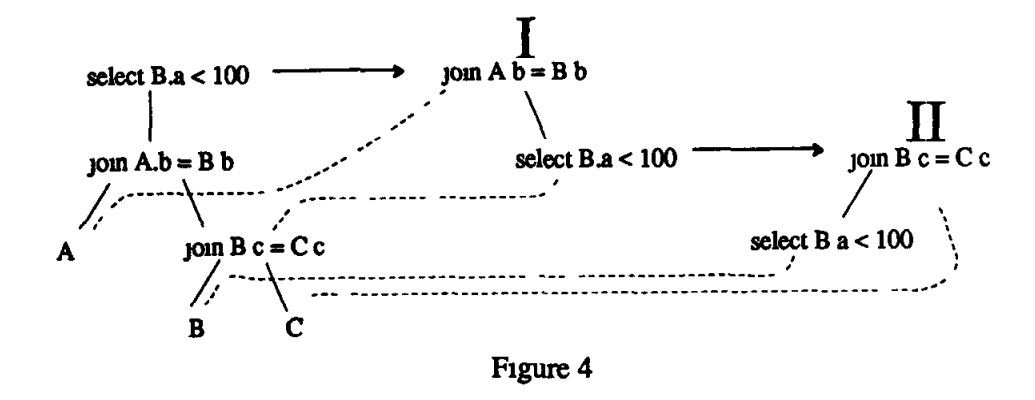 I
select B.a < 100
join A b = B b
II
join A.b = B b
select B.a < 100
join B c = C c
A
join B c = C c
select B a < 100
B
C
Figure 4